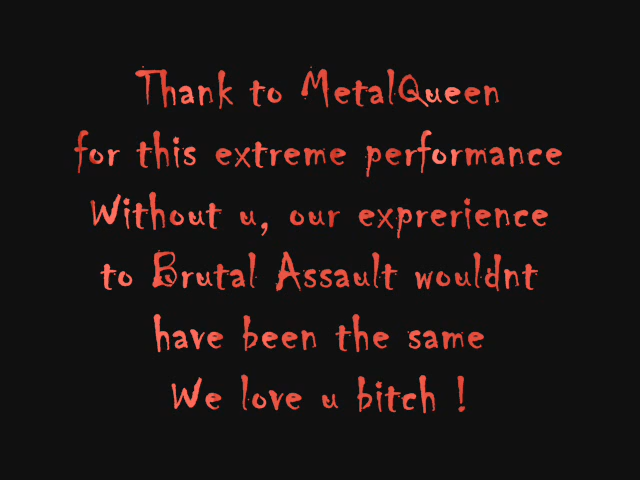 Thank to MetalQueen
for this extreme performance
Without u, our exprerience
to Brutal Assault wouldnt
have been the same
We love u bitch !